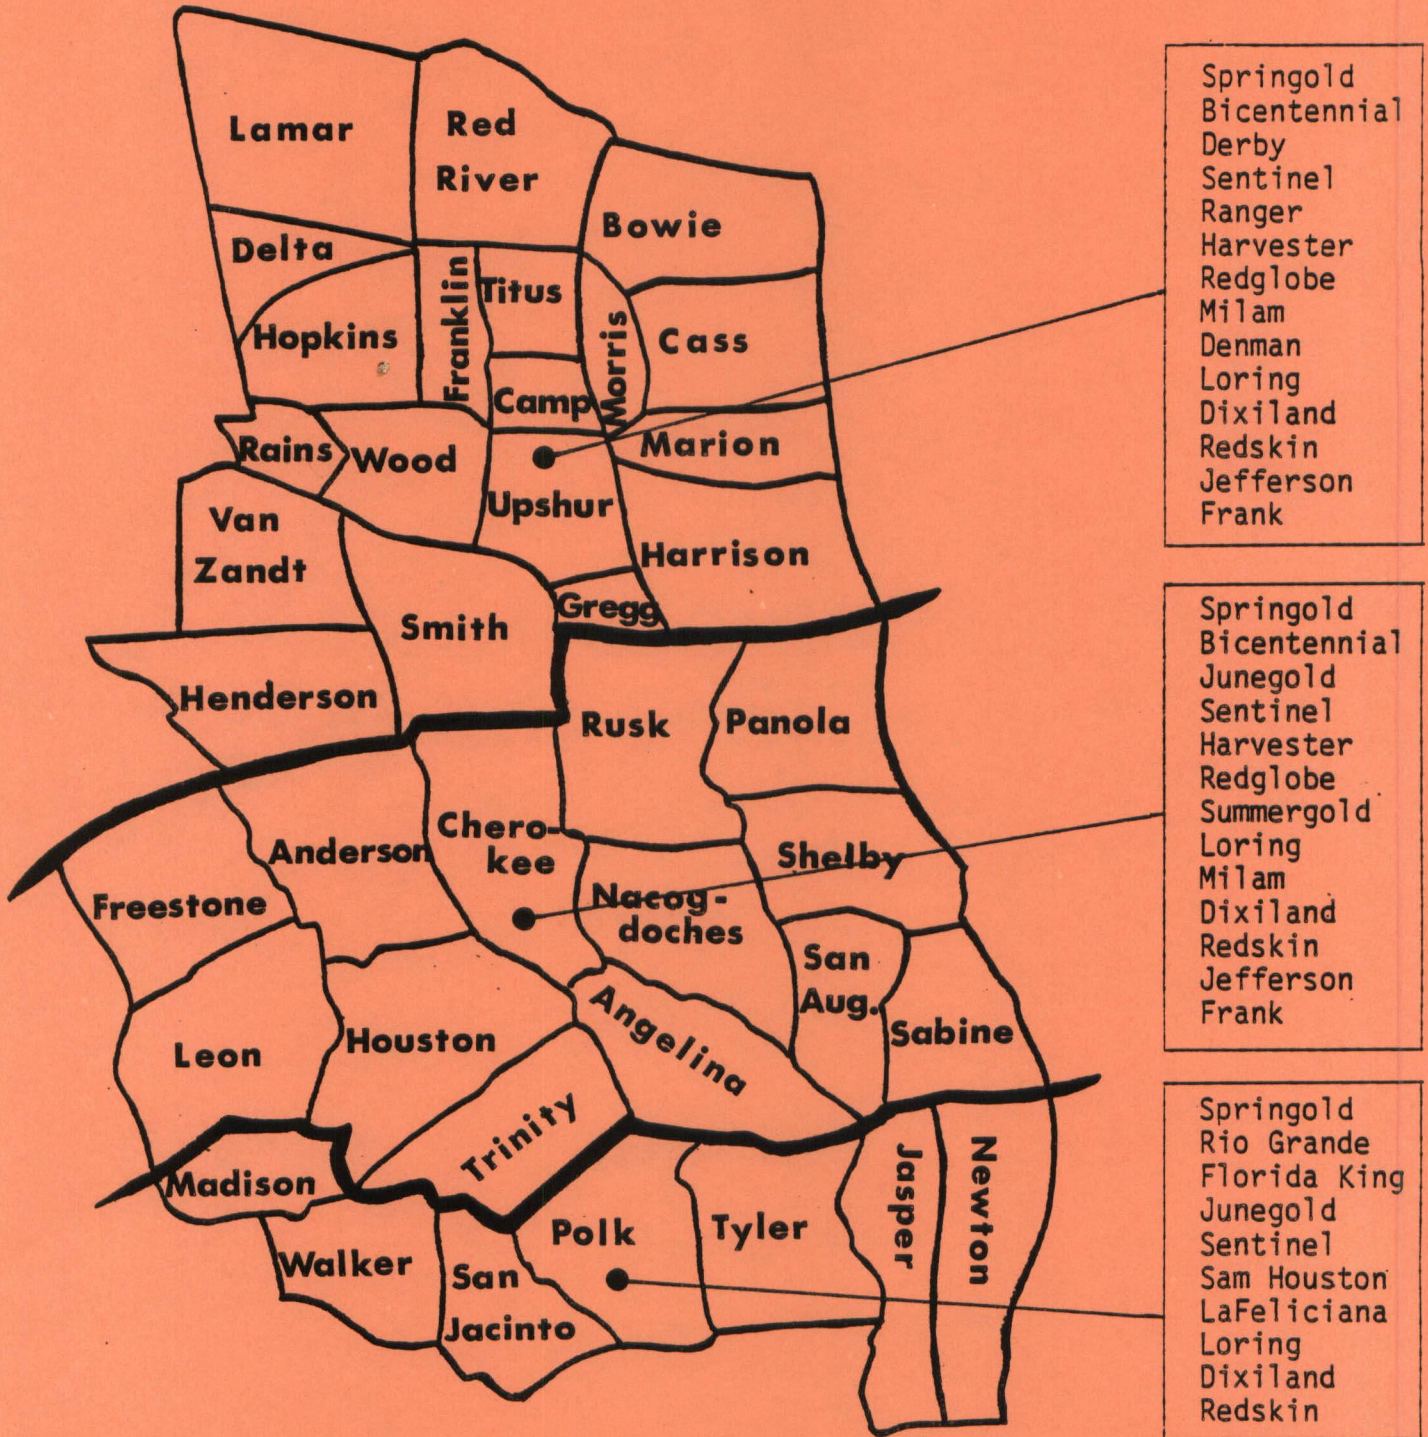 Lamar
Red
River
Bowie
Delta
Hopkins
Franklin
Titus
Morris
Cass
Camp
Rains
Wood
Marion
Upshur
Van
Zandt
Harrison
Gregg
Smith
Henderson
Rusk
Panola
Chero-
kee
Anderson
Shelby
Freestone
Nacog-
doches
San
Aug.
Sabine
Leon
Houston
Angelina
Trinity
Madison
Jasper
Newton
Walker
San
Jacinto
Polk
Tyler
Springold
Bicentennial
Derby
Sentinel
Ranger
Harvester
Redglobe
Milam
Denman
Loring
Dixiland
Redskin
Jefferson
Frank
Springold
Bicentennial
Junegold
Sentinel
Harvester
Redglobe
Summergold
Loring
Milam
Dixiland
Redskin
Jefferson
Frank
Springold
Rio Grande
Florida King
Junegold
Sentinel
Sam Houston
LaFeliciana
Loring
Dixiland
Redskin